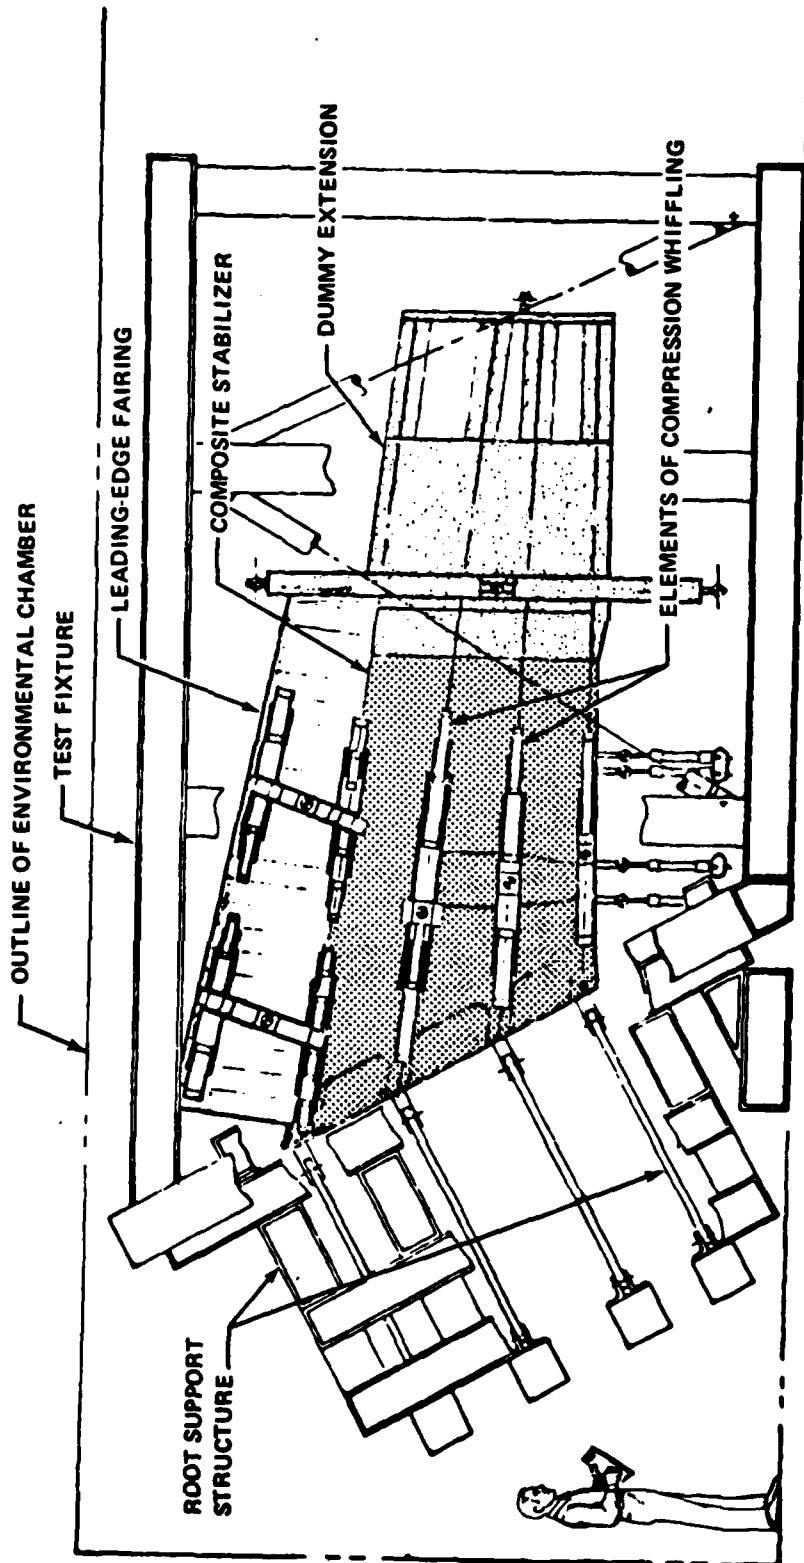 OUTLINE OF ENVIRONMENTAL CHAMBER
TEST FIXTURE
LEADING-EDGE FAIRING
COMPOSITE STABILIZER
DUMMY EXTENSION
ELEMENTS OF COMPRESSION WHIFFLING
ROOT SUPPORT
STRUCTURE